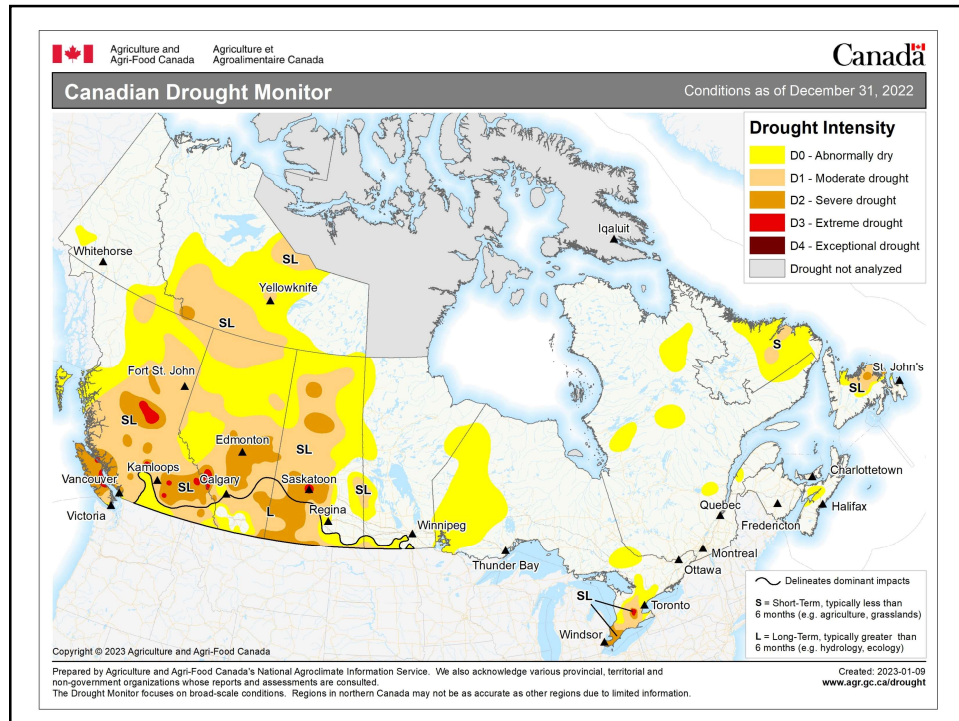 Agriculture and
Agri-Food Canada
Agriculture et
Agroalimentaire Canada
Canada
Canadian Drought Monitor
Conditions as of December 31, 2022
Drought Intensity
D0 - Abnormally dry
D1 - Moderate drought
D2 - Severe drought
D3 - Extreme drought
D4 - Exceptional drought
Drought not analyzed
Iqaluit
Whitehorse
SL
Yellowknife
SL
S
Fort St. John
St. John's
SL
SL
Edmonton
SL
Kamloops
Calgary
Saskatoon
Charlottetown
Vancouver
SL
SL
Victoria
L
Regina
Winnipeg
Quebec
Halifax
Fredericton
Thunder Bay
Montreal
Ottawa
SL
Toronto
Windsor
Delineates dominant impacts
S = Short-Term, typically less than
6 months (e.g. agriculture, grasslands)
L = Long-Term, typically greater than
6 months (e.g. hydrology, ecology)
Copyright © 2023 Agriculture and Agri-Food Canada
Prepared by Agriculture and Agri-Food Canada's National Agroclimate Information Service. We also acknowledge various provincial, territorial and
non-government organizations whose reports and assessments are consulted.
The Drought Monitor focuses on broad-scale conditions. Regions in northern Canada may not be as accurate as other regions due to limited information.
Created: 2023-01-09
www.agr.gc.ca/drought